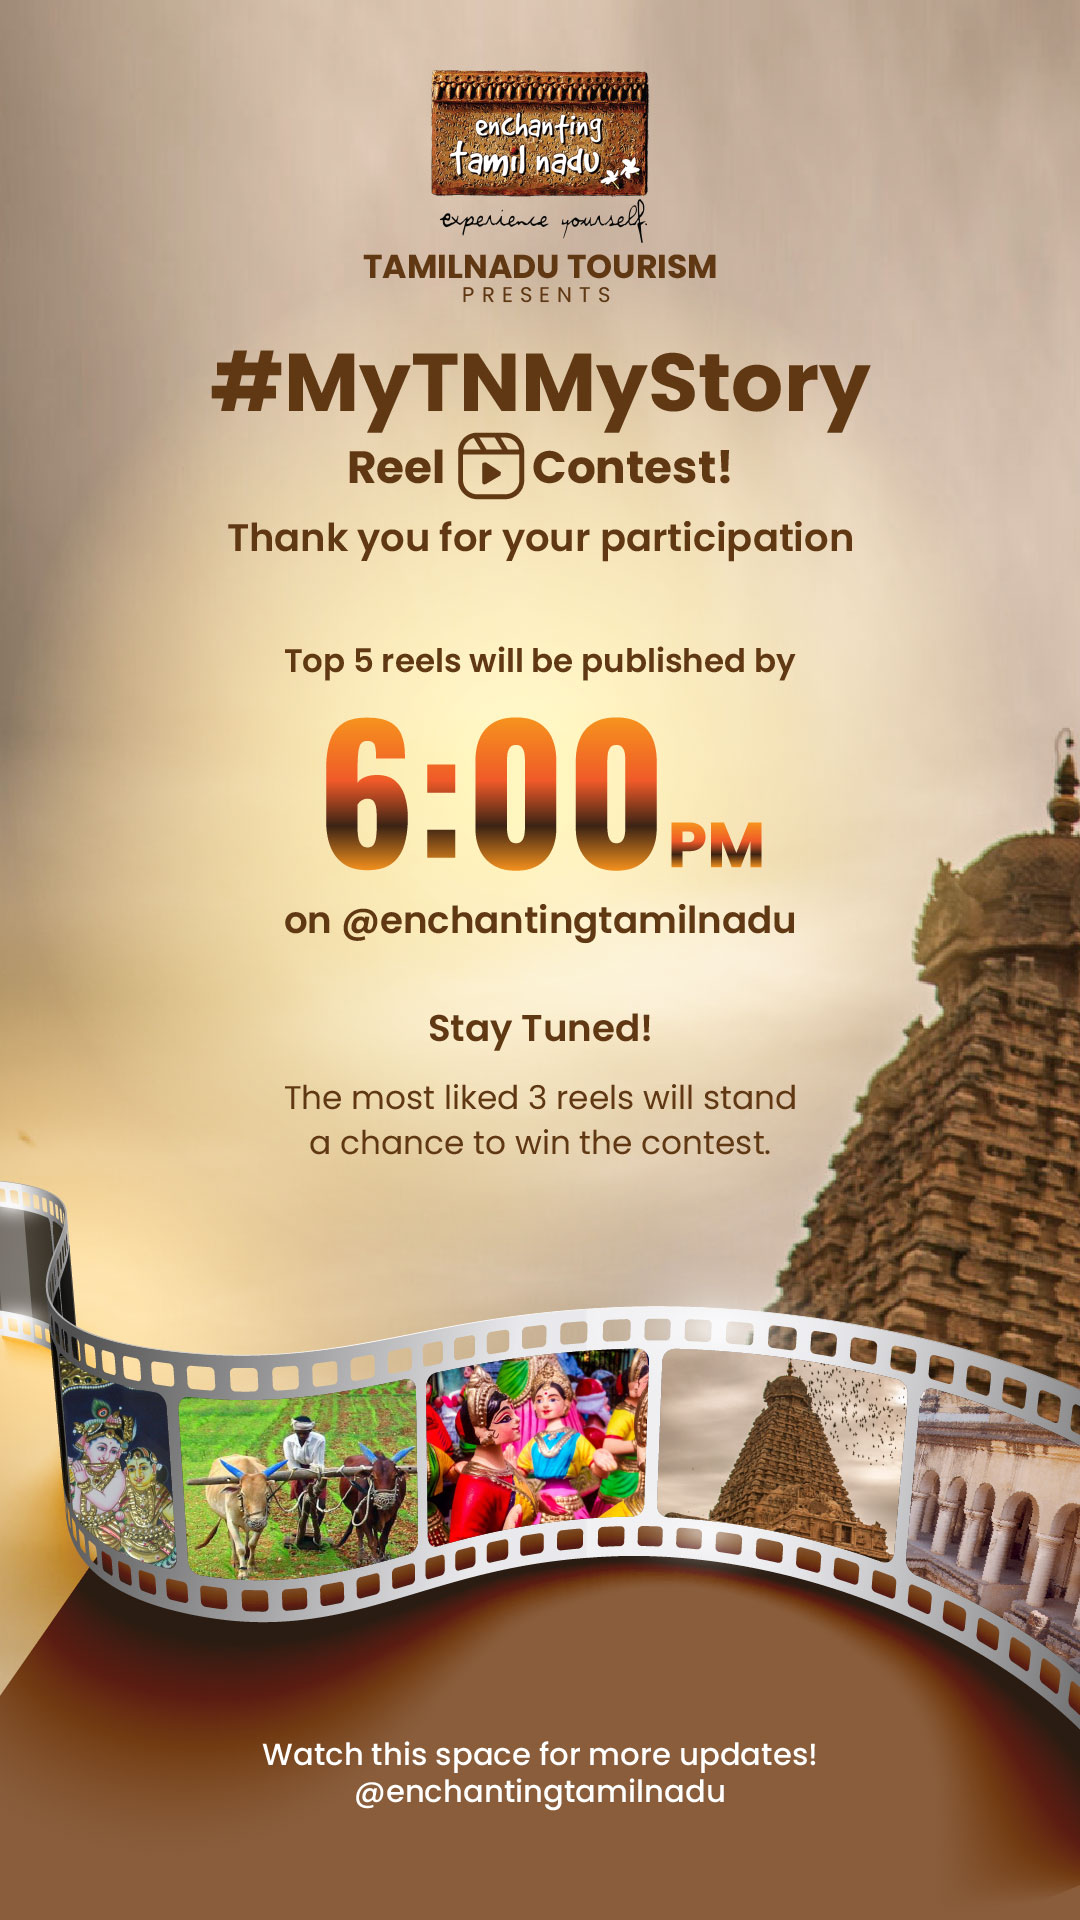 enchanting
tamil nadu
experience yourself.
TAMILNADU TOURISM
PRESENTS
#MyTNMyStory
Reel Contest!
Thank you for your participation
Top 5 reels will be published by
6:00 PM
on @enchantingtamilnadu
Stay Tuned!
The most liked 3 reels will stand
a chance to win the contest.
Watch this space for more updates!
@enchantingtamilnadu